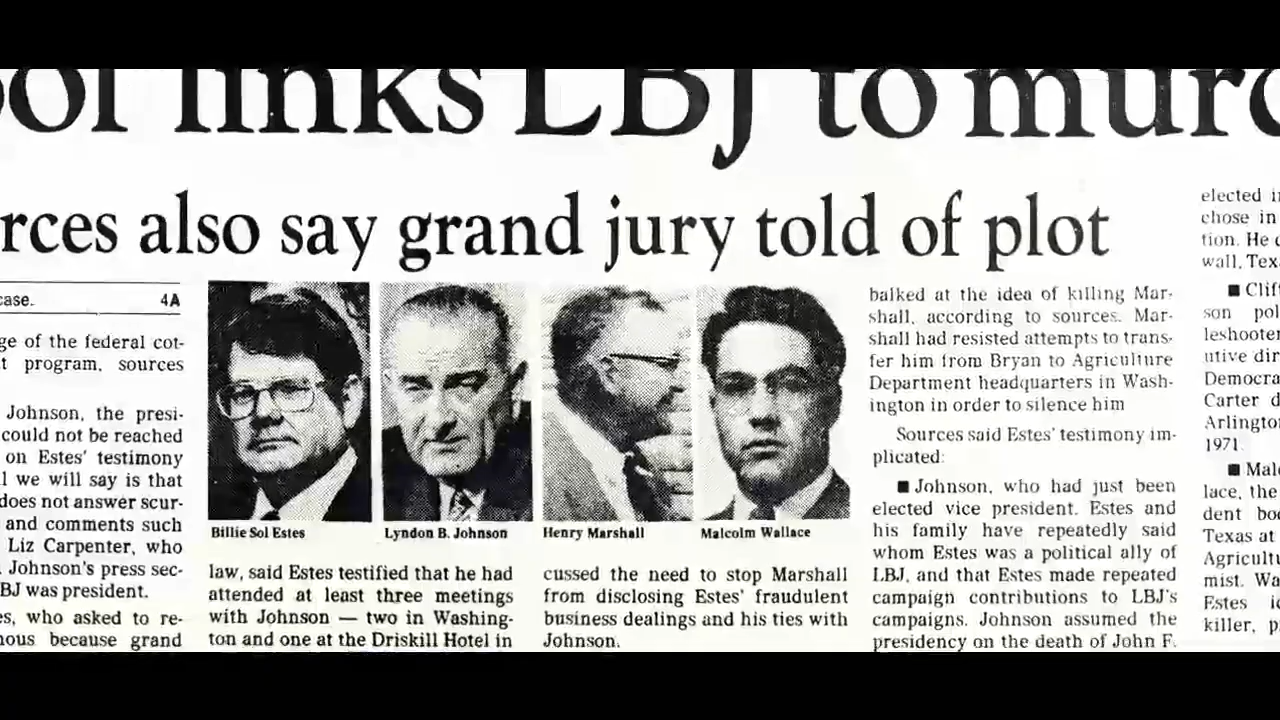 ol links LBJ to mur
rces also say grand jury told of plot
case. 4A
ge of the federal cot-
t program, sources
Johnson, the presi-
could not be reached
on Estes' testimony
l we will say is that
does not answer scur-
and comments such
Liz Carpenter, who
Johnson's press sec-
BJ was president.
es, who asked to re-
nous because grand
Billie Sol Estes
Lyndon B. Johnson
Henry Marshall
Malcolm Wallace
law, said Estes testified that he had
attended at least three meetings
with Johnson — two in Washing-
ton and one at the Driskill Hotel in
cussed the need to stop Marshall
from disclosing Estes' fraudulent
business dealings and his ties with
Johnson.
balked at the idea of killing Mar-
shall, according to sources. Mar-
shall had resisted attempts to trans-
fer him from Bryan to Agriculture
Department headquarters in Wash-
ington in order to silence him
Sources said Estes' testimony im-
plicated:
■ Johnson, who had just been
elected vice president. Estes and
his family have repeatedly said
whom Estes was a political ally of
LBJ, and that Estes made repeated
campaign contributions to LBJ's
campaigns. Johnson assumed the
presidency on the death of John F.
elected i
chose in
tion. He
wall, Tex
■ Clif
son pol
leshoote
utive di
Democra
Carter d
Arlingto
1971.
■ Mal
lace, the
dent bo
Texas at
Agricult
mist. Wa
Estes i
killer, p